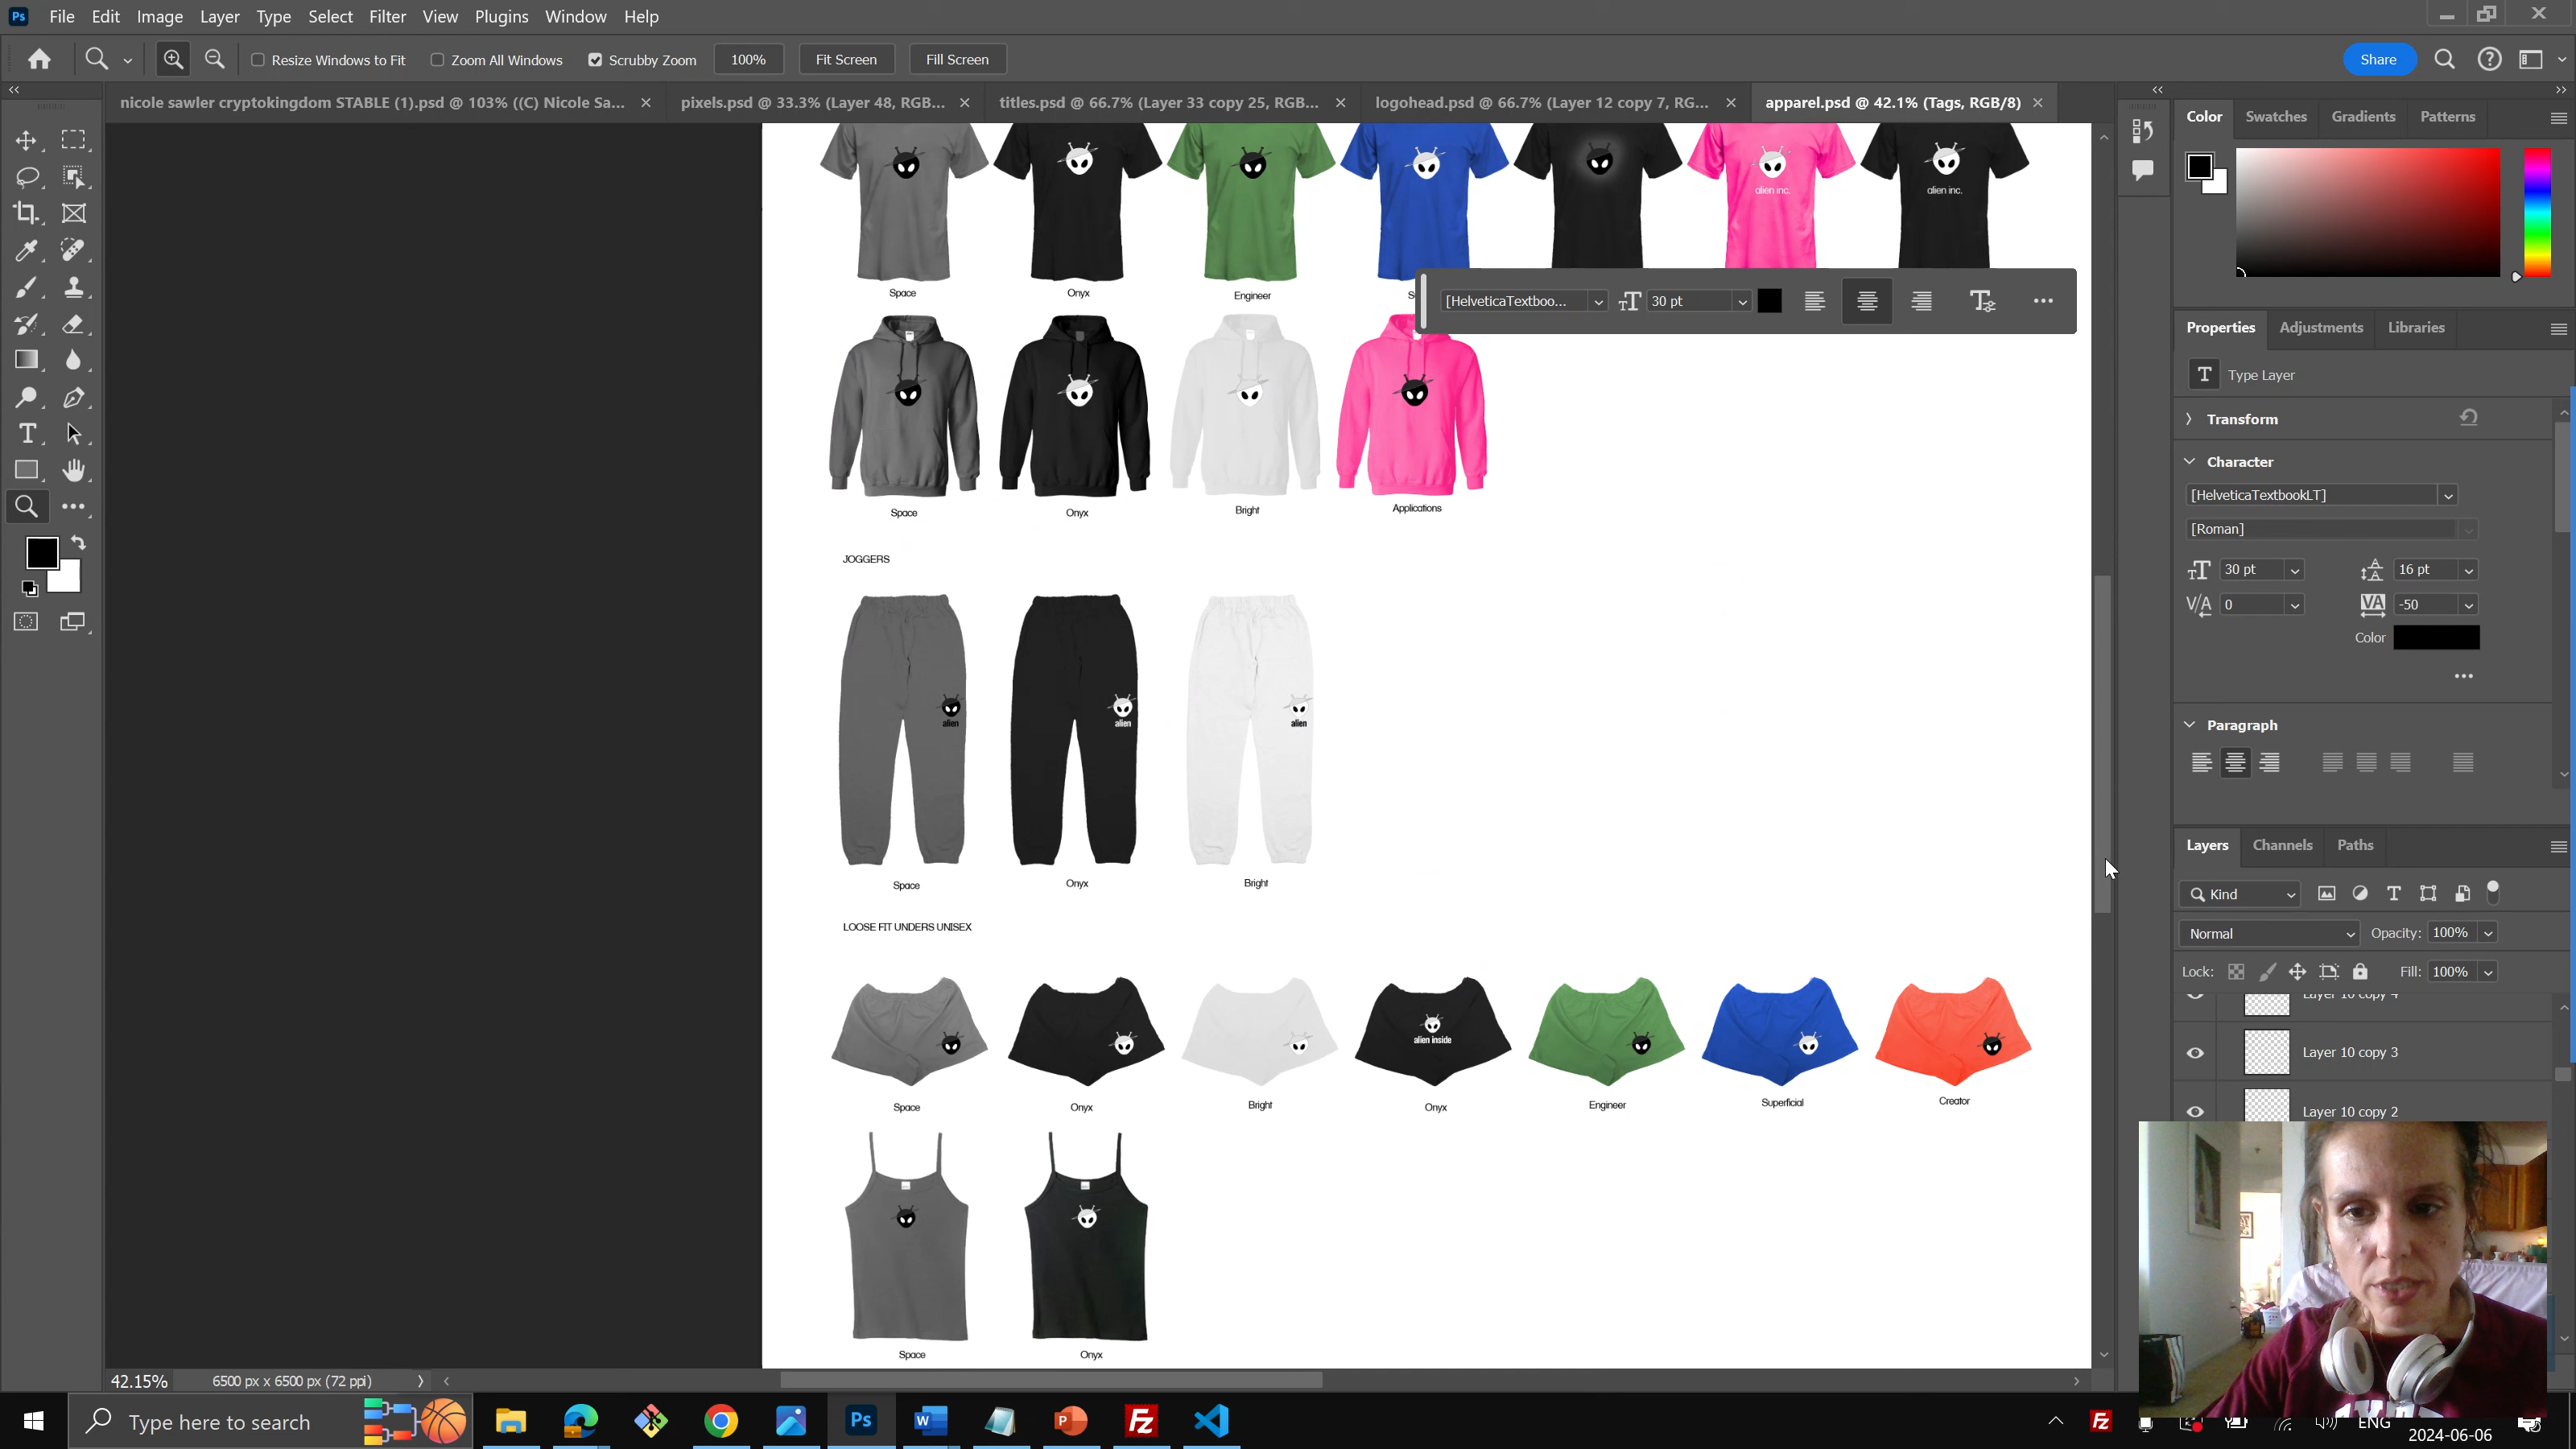 Ps File Edit Image Layer Type Select Filter View Plugins Window Help
Resize Windows to Fit Zoom All Windows Scrubby Zoom 100% Fit Screen Fill Screen Share
nicole sawler cryptokingdom STABLE (1).psd @ 103% ((C) Nicole Sa... pixels.psd @ 33.3% (Layer 48, RGB... titles.psd @ 66.7% (Layer 33 copy 25, RGB... logohead.psd @ 66.7% (Layer 12 copy 7, RG... apparel.psd @ 42.1% (Tags, RGB/8)
Color Swatches Gradients Patterns
alien inc. alien inc.
Space Onyx Engineer S
[HelveticaTextboo... 30 pt
Space Onyx Bright Applications
JOGGERS
alien alien alien
Space Onyx Bright
LOOSE FIT UNDERS UNISEX
alien inside
Space Onyx Bright Onyx Engineer Superficial Creator
Space Onyx
Properties Adjustments Libraries
T Type Layer
Transform
Character
[HelveticaTextbookLT]
[Roman]
30 pt 16 pt
0 -50
Color
Paragraph
Layers Channels Paths
Kind
Normal Opacity: 100%
Lock: Fill: 100%
Layer 10 copy 4
Layer 10 copy 3
Layer 10 copy 2
42.15% 6500 px x 6500 px (72 ppi)
Type here to search
Ps W P Fz Fz ENG
2024-06-06